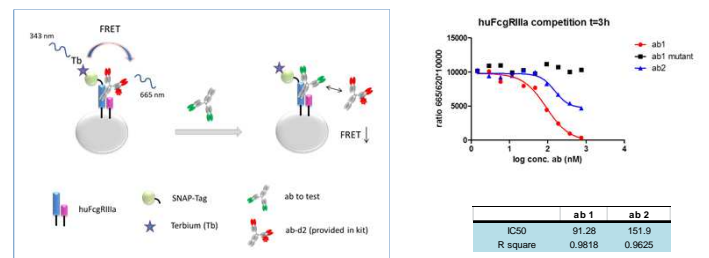 FRET
343 nm
Tb
665 nm
FRET
huFcgRIIIa
SNAP-Tag
Terbium (Tb)
ab to test
ab-d2 (provided in kit)
huFcgRIIIa competition t=3h
ratio 665/620*10000
15000
10000
5000
0
0 1 2 3 4
log conc. ab (nM)
ab1
ab1 mutant
ab2
ab 1 ab 2
IC50 91.28 151.9
R square 0.9818 0.9625